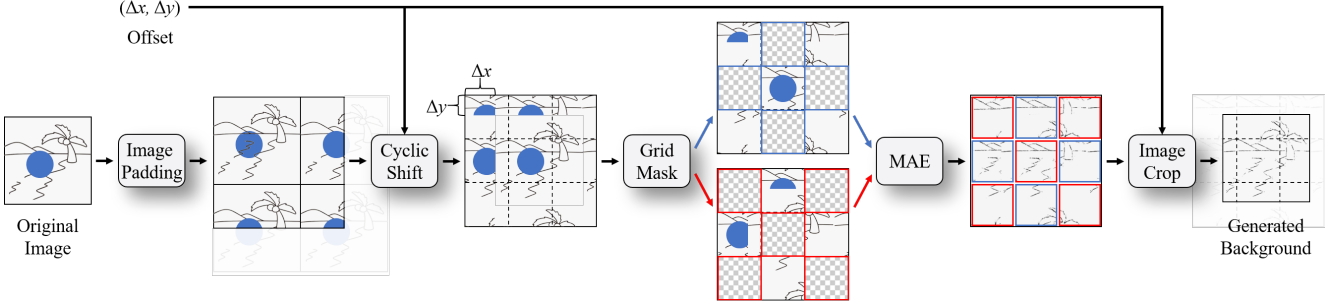 (Δx, Δy)
Offset
Δx
Δy
Original
Image
Image
Padding
Cyclic
Shift
Grid
Mask
MAE
Image
Crop
Generated
Background